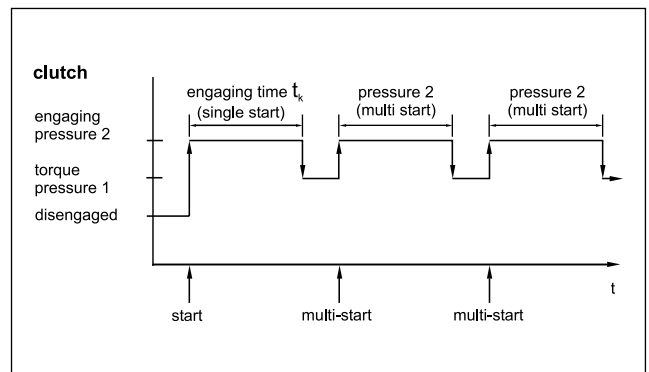 clutch
engaging time tk
(single start)
pressure 2
(multi start)
pressure 2
(multi start)
engaging
pressure 2
torque
pressure 1
disengaged
t
start
multi-start
multi-start